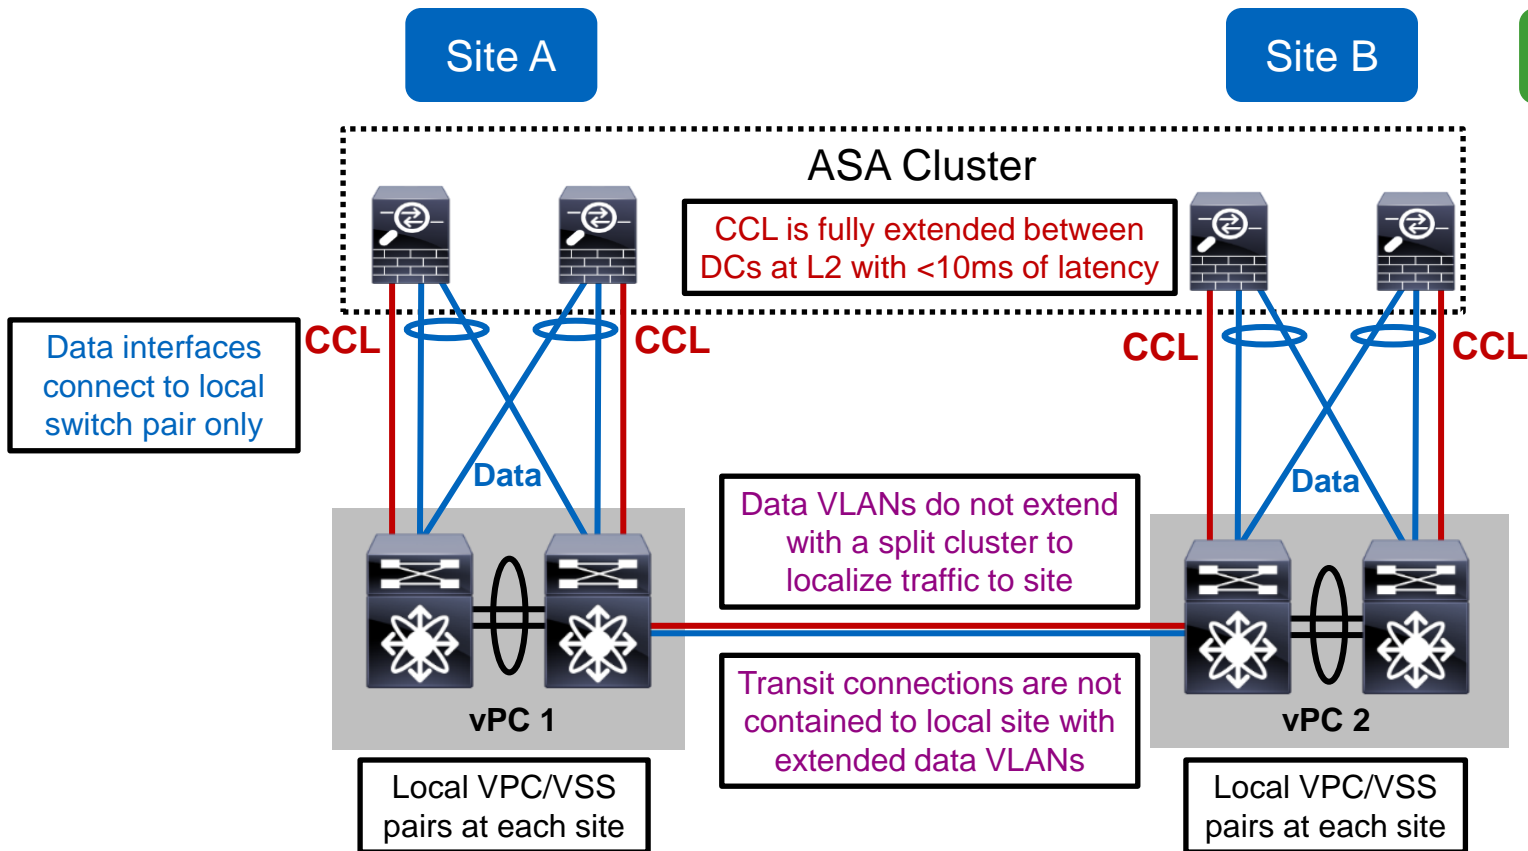 Site A
Site B
ASA Cluster
CCL is fully extended between
DCs at L2 with <10ms of latency
Data interfaces
connect to local
switch pair only
CCL
CCL
CCL
CCL
Data
Data
Data VLANs do not extend
with a split cluster to
localize traffic to site
Transit connections are not
contained to local site with
extended data VLANs
vPC 1
vPC 2
Local VPC/VSS
pairs at each site
Local VPC/VSS
pairs at each site